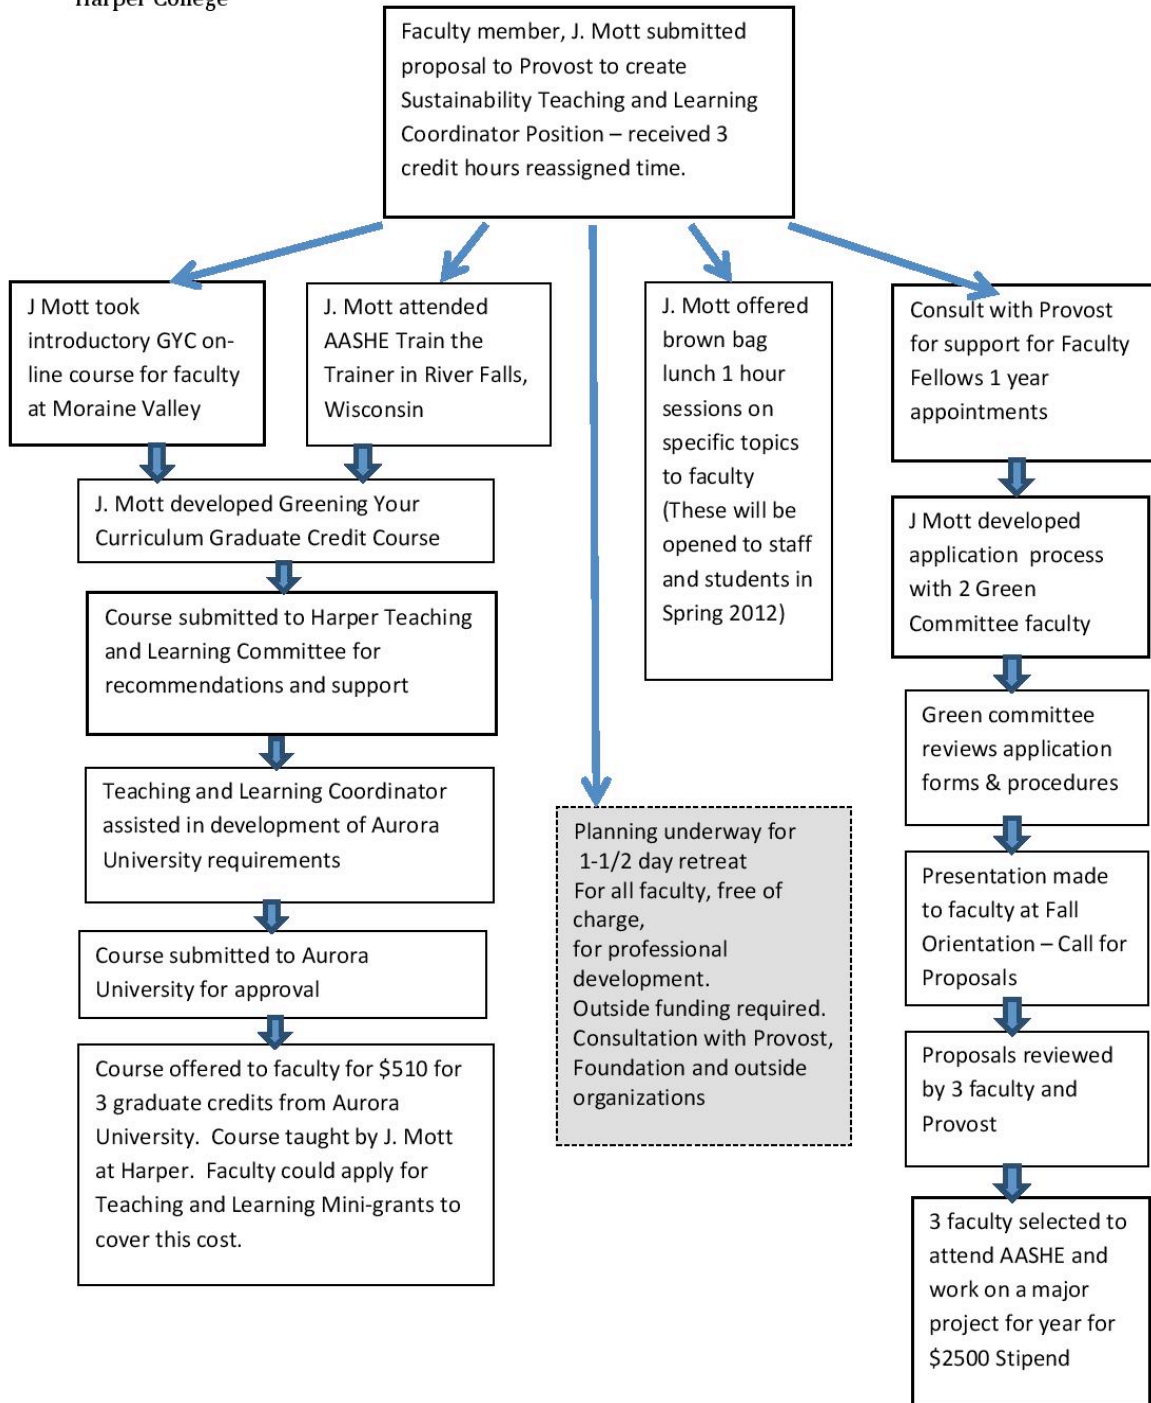 Harper College
Faculty member, J. Mott submitted
proposal to Provost to create
Sustainability Teaching and Learning
Coordinator Position – received 3
credit hours reassigned time.
J Mott took
introductory GYC on-
line course for faculty
at Moraine Valley
J. Mott attended
AASHE Train the
Trainer in River Falls,
Wisconsin
J. Mott developed Greening Your
Curriculum Graduate Credit Course
Course submitted to Harper Teaching
and Learning Committee for
recommendations and support
Teaching and Learning Coordinator
assisted in development of Aurora
University requirements
Course submitted to Aurora
University for approval
Course offered to faculty for $510 for
3 graduate credits from Aurora
University.  Course taught by J. Mott
at Harper.  Faculty could apply for
Teaching and Learning Mini-grants to
cover this cost.
Planning underway for
1-1/2 day retreat
For all faculty, free of
charge,
for professional
development.
Outside funding required.
Consultation with Provost,
Foundation and outside
organizations
J. Mott offered
brown bag
lunch 1 hour
sessions on
specific topics
to faculty
(These will be
opened to staff
and students in
Spring 2012)
Consult with Provost
for support for Faculty
Fellows 1 year
appointments
J Mott developed
application  process
with 2 Green
Committee faculty
Green committee
reviews application
forms & procedures
Presentation made
to faculty at Fall
Orientation – Call for
Proposals
Proposals reviewed
by 3 faculty and
Provost
3 faculty selected to
attend AASHE and
work on a major
project for year for
$2500 Stipend